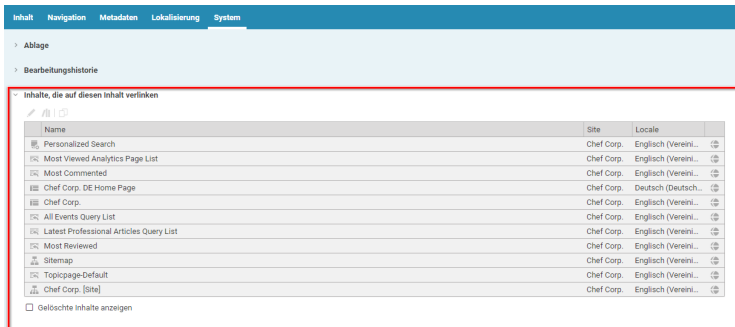 Inhalt Navigation Metadaten Lokalisierung System
Ablage
Bearbeitungshistorie
Inhalte, die auf diesen Inhalt verlinken
Name Site Locale
Personalized Search Chef Corp. Englisch (Vereini...
Most Viewed Analytics Page List Chef Corp. Englisch (Vereini...
Most Commented Chef Corp. Englisch (Vereini...
Chef Corp. DE Home Page Chef Corp. Deutsch (Deutsch...
Chef Corp. Chef Corp. Englisch (Vereini...
All Events Query List Chef Corp. Englisch (Vereini...
Latest Professional Articles Query List Chef Corp. Englisch (Vereini...
Most Reviewed Chef Corp. Englisch (Vereini...
Sitemap Chef Corp. Englisch (Vereini...
Topicpage-Default Chef Corp. Englisch (Vereini...
Chef Corp. [Site] Chef Corp. Englisch (Vereini...
Gelöschte Inhalte anzeigen